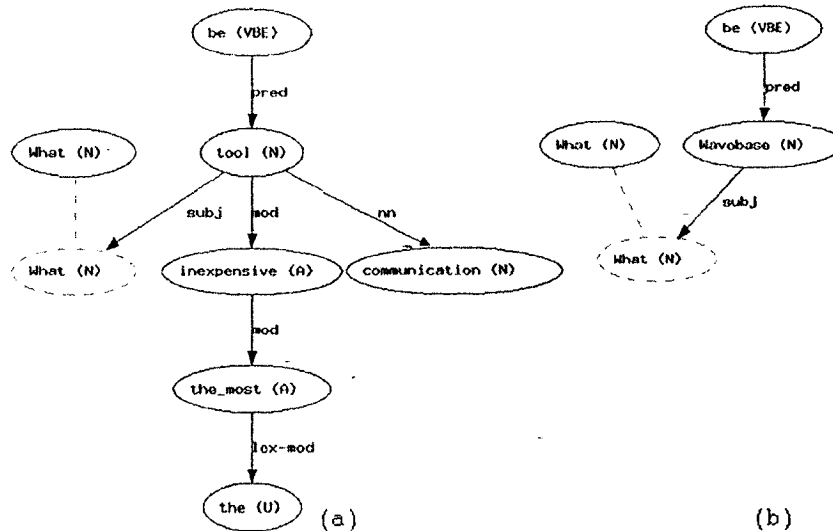 be (VBE)
be (VBE)
pred
pred
What (N)
tool (N)
What (N)
Wavobase (N)
subj
mod
nn
subj
What (N)
inexpensive (A)
communication (N)
What (N)
mod
the_most (A)
lex-mod
the (U)
(a)
(b)